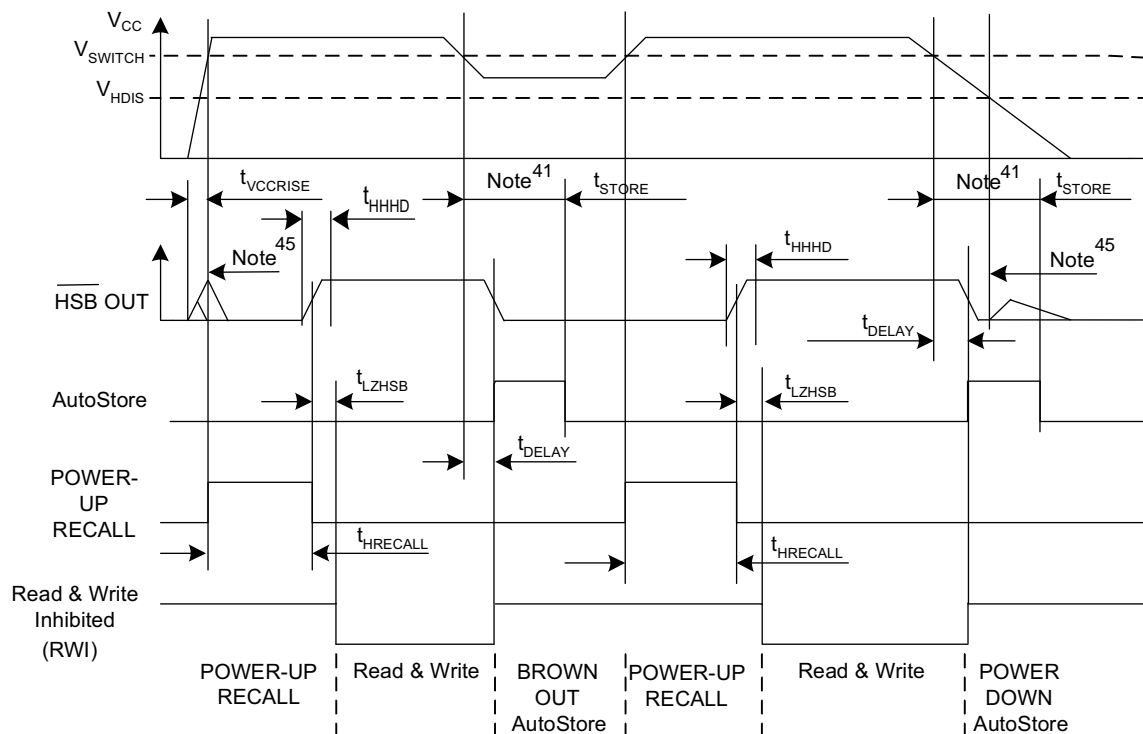 VCC
VSWITCH
VHDIS
tVCCRISE
tHHHD
Note41
tSTORE
Note41
tSTORE
Note45
tHHHD
Note45
HSB OUT
tDELAY
tLZHSB
tLZHSB
AutoStore
tDELAY
POWER-
UP
RECALL
tHRECALL
tHRECALL
Read & Write
Inhibited
(RWI)
POWER-UP
RECALL
Read & Write
BROWN
OUT
AutoStore
POWER-UP
RECALL
Read & Write
POWER
DOWN
AutoStore